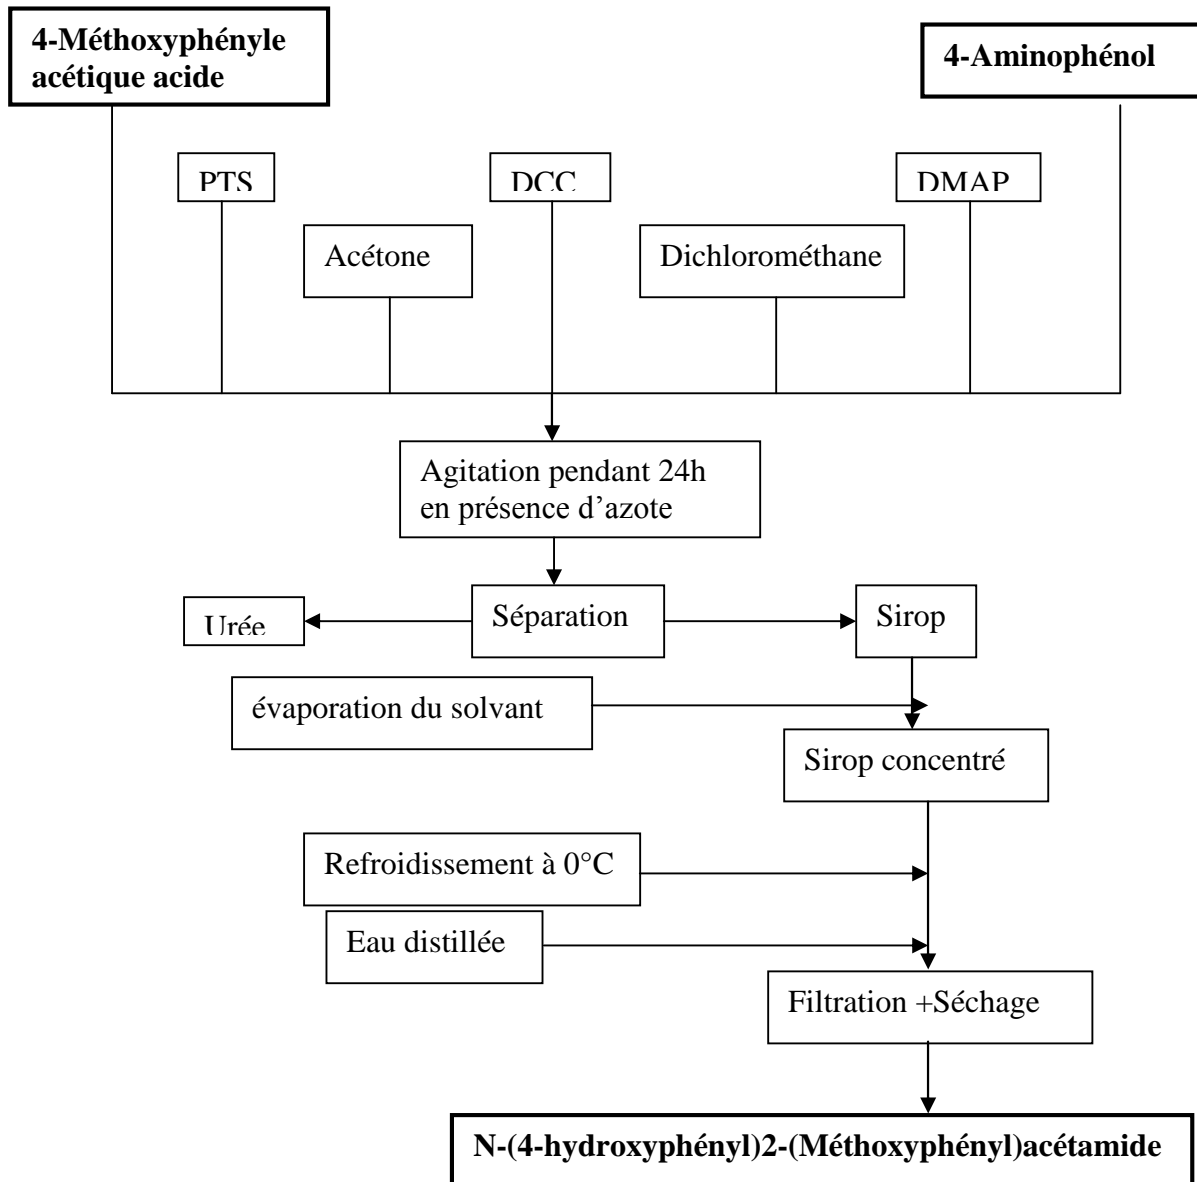 4-Méthoxyphényle
acétique acide
4-Aminophénol
PTS
DCC
DMAP
Acétone
Dichlorométhane
Agitation pendant 24h
en présence d'azote
Urée
Séparation
Sirop
évaporation du solvant
Sirop concentré
Refroidissement à 0°C
Eau distillée
Filtration +Séchage
N-(4-hydroxyphényl)2-(Méthoxyphényl)acétamide